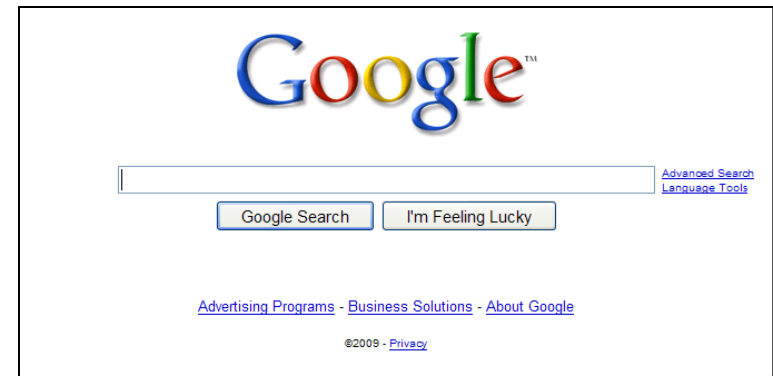 Google™
Advanced Search
Language Tools
Google Search I'm Feeling Lucky
Advertising Programs - Business Solutions - About Google
©2009 - Privacy